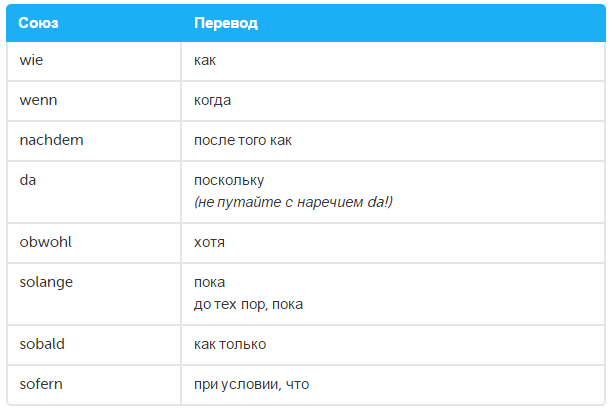 Союз Перевод
wie как
wenn когда
nachdem после того как
da поскольку
(не путайте с наречием da!)
obwohl хотя
solange пока
до тех пор, пока
sobald как только
sofern при условии, что